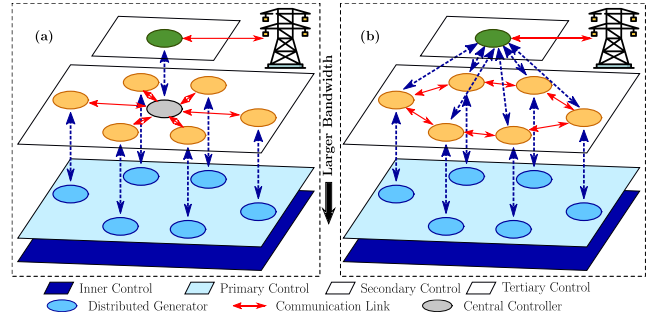 (a)
(b)
Larger Bandwidth
Inner Control Primary Control Secondary Control Tertiary Control
Distributed Generator Communication Link Central Controller